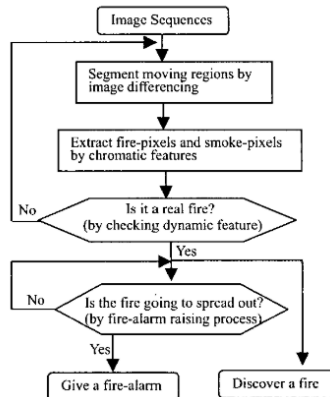 Image Sequences
Segment moving regions by
image differencing
Extract fire-pixels and smoke-pixels
by chromatic features
Is it a real fire?
(by checking dynamic feature)
No
Yes
Is the fire going to spread out?
(by fire-alarm raising process)
No
Yes
Give a fire-alarm
Discover a fire